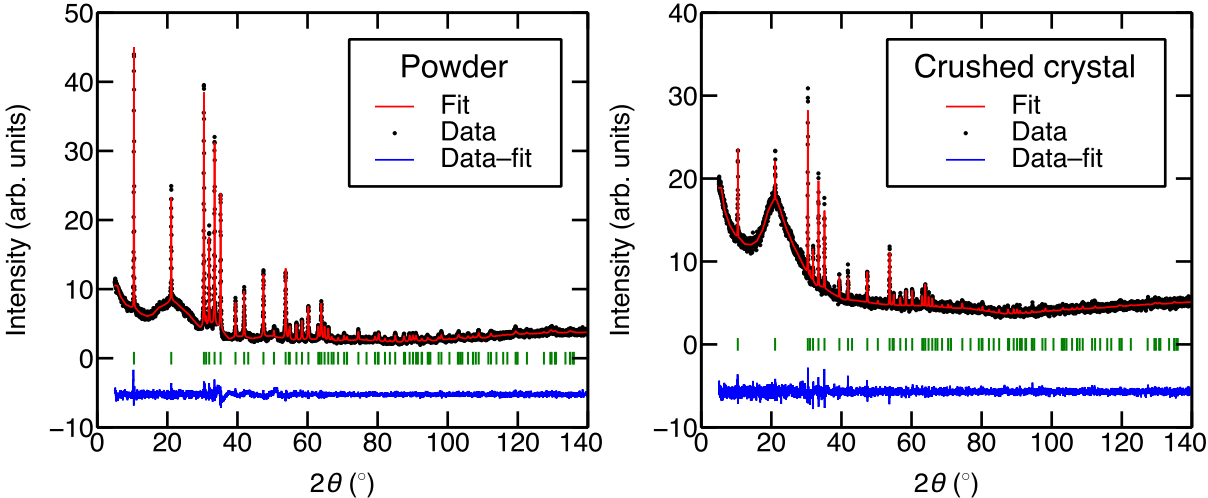 50
40
30
20
10
0
−10
0 20 40 60 80 100 120 140
Intensity (arb. units)
2θ (°)
Powder
Fit
Data
Data–fit
40
30
20
10
0
−10
0 20 40 60 80 100 120 140
Intensity (arb. units)
2θ (°)
Crushed crystal
Fit
Data
Data–fit